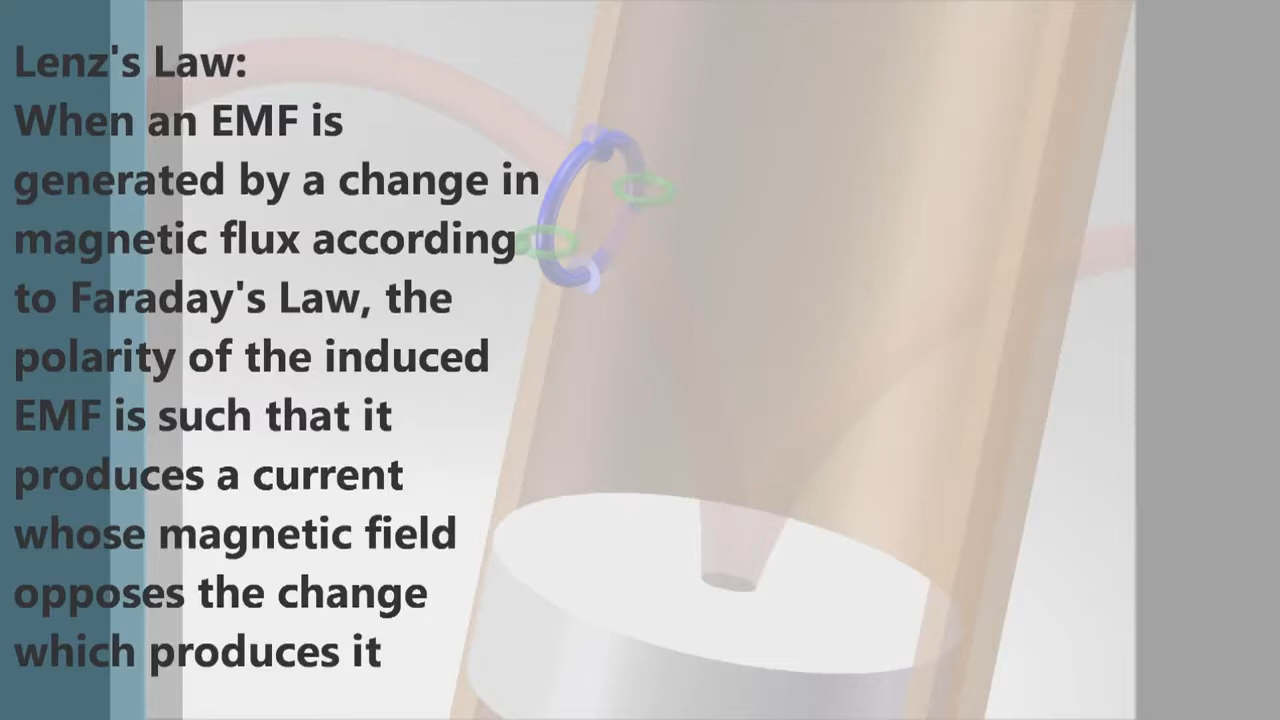 Lenz's Law:
When an EMF is
generated by a change in
magnetic flux according
to Faraday's Law, the
polarity of the induced
EMF is such that it
produces a current
whose magnetic field
opposes the change
which produces it